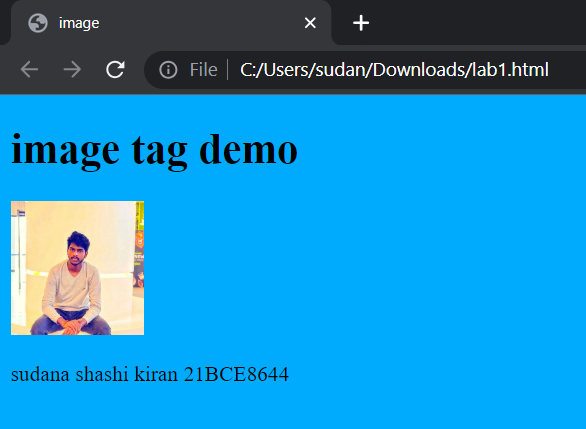 image
File C:/Users/sudan/Downloads/lab1.html
image tag demo
sudana shashi kiran 21BCE8644